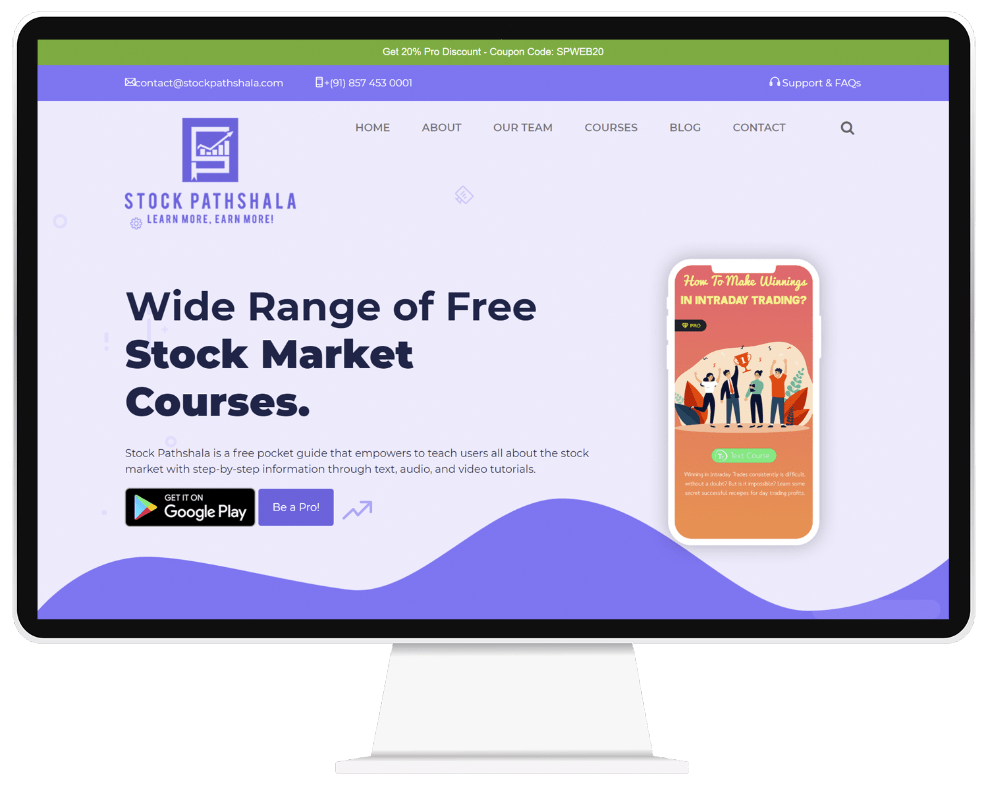 Get 20% Pro Discount - Coupon Code: SPWEB20
contact@stockpathshala.com +(91) 857 453 0001 Support & FAQs
HOME ABOUT OUR TEAM COURSES BLOG CONTACT
STOCK PATHSHALA
LEARN MORE, EARN MORE!
Wide Range of Free
Stock Market
Courses.
Stock Pathshala is a free pocket guide that empowers to teach users all about the stock
market with step-by-step information through text, audio, and video tutorials.
GET IT ON
Google Play
Be a Pro!
How To Make Winnings
IN INTRADAY TRADING?
PRO
1
Text Course
Winning in Intraday Trades consistently is difficult,
without a doubt? But is it impossible? Learn some
secret successful receipes for day trading profits.